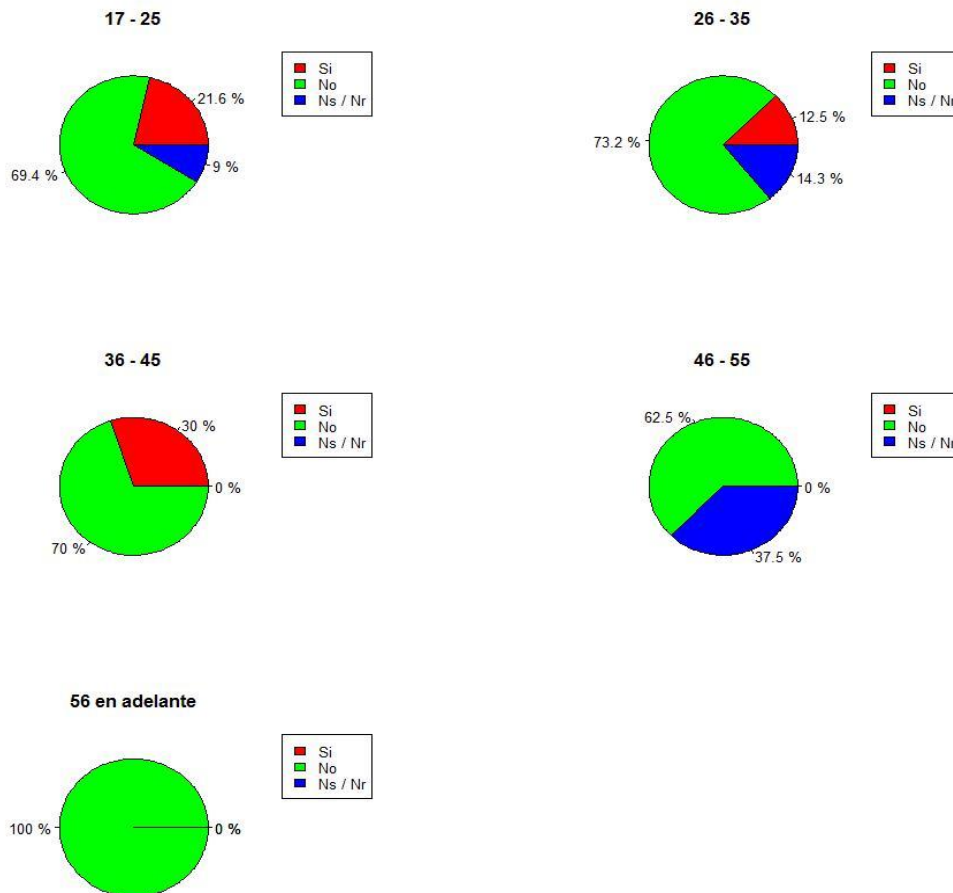 17 - 25
Si
No
Ns / Nr
21.6 %
69.4 %
9 %
26 - 35
Si
No
Ns / Nr
12.5 %
73.2 %
14.3 %
36 - 45
Si
No
Ns / Nr
30 %
0 %
70 %
46 - 55
Si
No
Ns / Nr
62.5 %
0 %
37.5 %
56 en adelante
Si
No
Ns / Nr
100 %
0 %